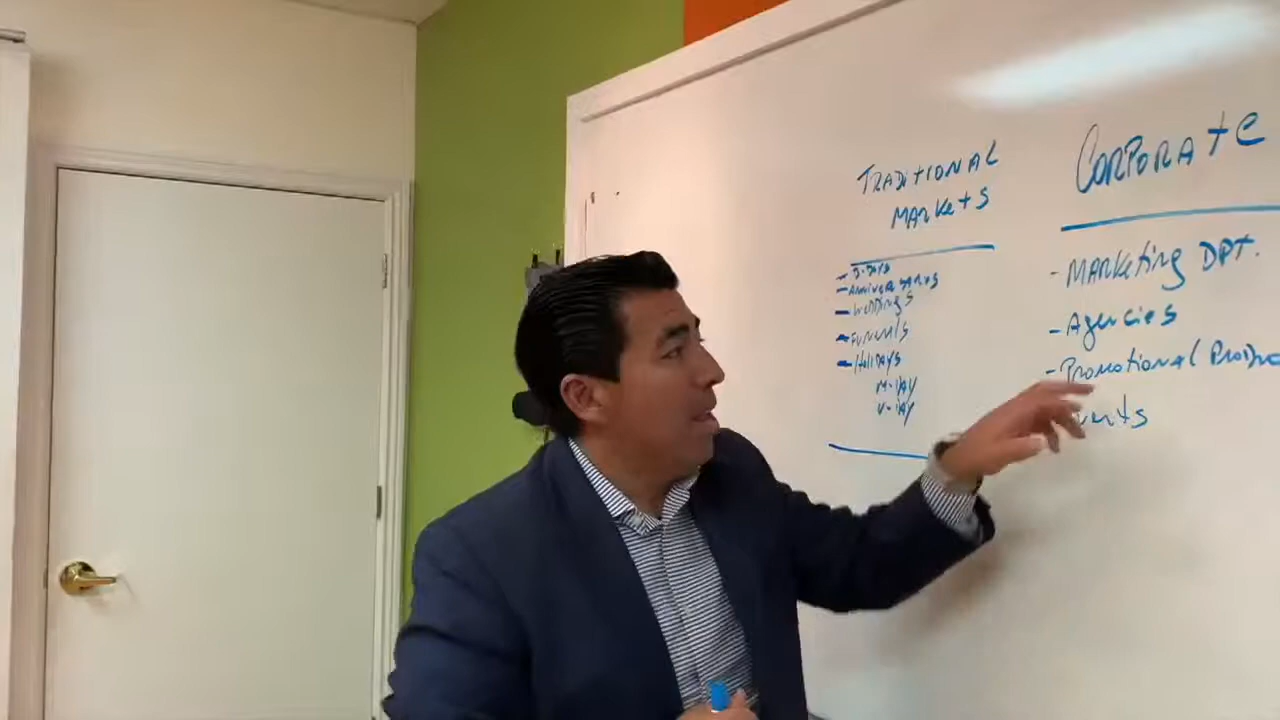 TRADITIONAL
MARKETS
- B-DAYS
- ANNIVERSARIES
- WEDDINGS
- FUNERALS
- HOLIDAYS
M-DAY
V-DAY
CORPORATE
- MARKETING DPT.
- Agencies
- Promotional